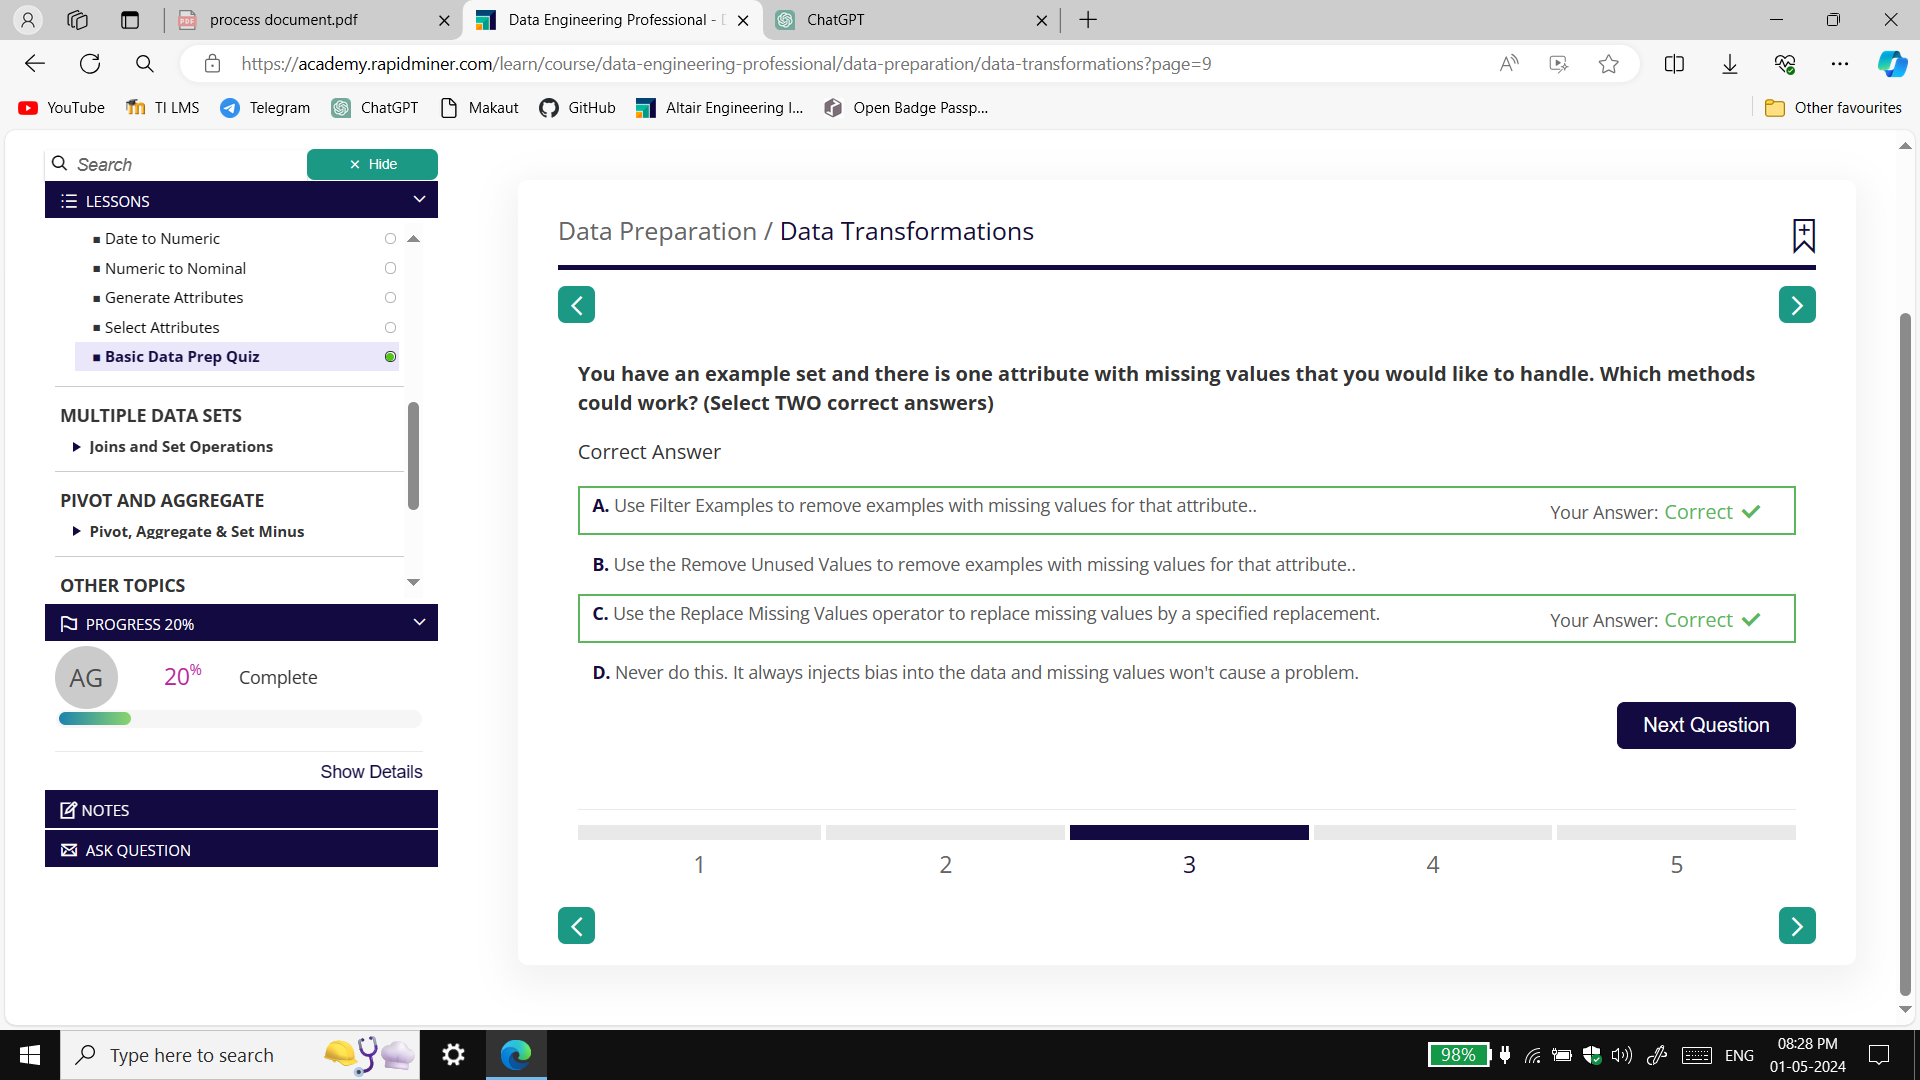 process document.pdf
Data Engineering Professional - D
ChatGPT
https://academy.rapidminer.com/learn/course/data-engineering-professional/data-preparation/data-transformations?page=9
YouTube
TI LMS
Telegram
ChatGPT
Makaut
GitHub
Altair Engineering I...
Open Badge Passp...
Other favourites
Search
× Hide
LESSONS
Date to Numeric
Numeric to Nominal
Generate Attributes
Select Attributes
Basic Data Prep Quiz
MULTIPLE DATA SETS
Joins and Set Operations
PIVOT AND AGGREGATE
Pivot, Aggregate & Set Minus
OTHER TOPICS
PROGRESS 20%
AG
20%
Complete
Show Details
NOTES
ASK QUESTION
Data Preparation / Data Transformations
You have an example set and there is one attribute with missing values that you would like to handle. Which methods
could work? (Select TWO correct answers)
Correct Answer
A. Use Filter Examples to remove examples with missing values for that attribute..
Your Answer: Correct
B. Use the Remove Unused Values to remove examples with missing values for that attribute..
C. Use the Replace Missing Values operator to replace missing values by a specified replacement.
Your Answer: Correct
D. Never do this. It always injects bias into the data and missing values won't cause a problem.
Next Question
1
2
3
4
5
Type here to search
98%
ENG
08:28 PM
01-05-2024